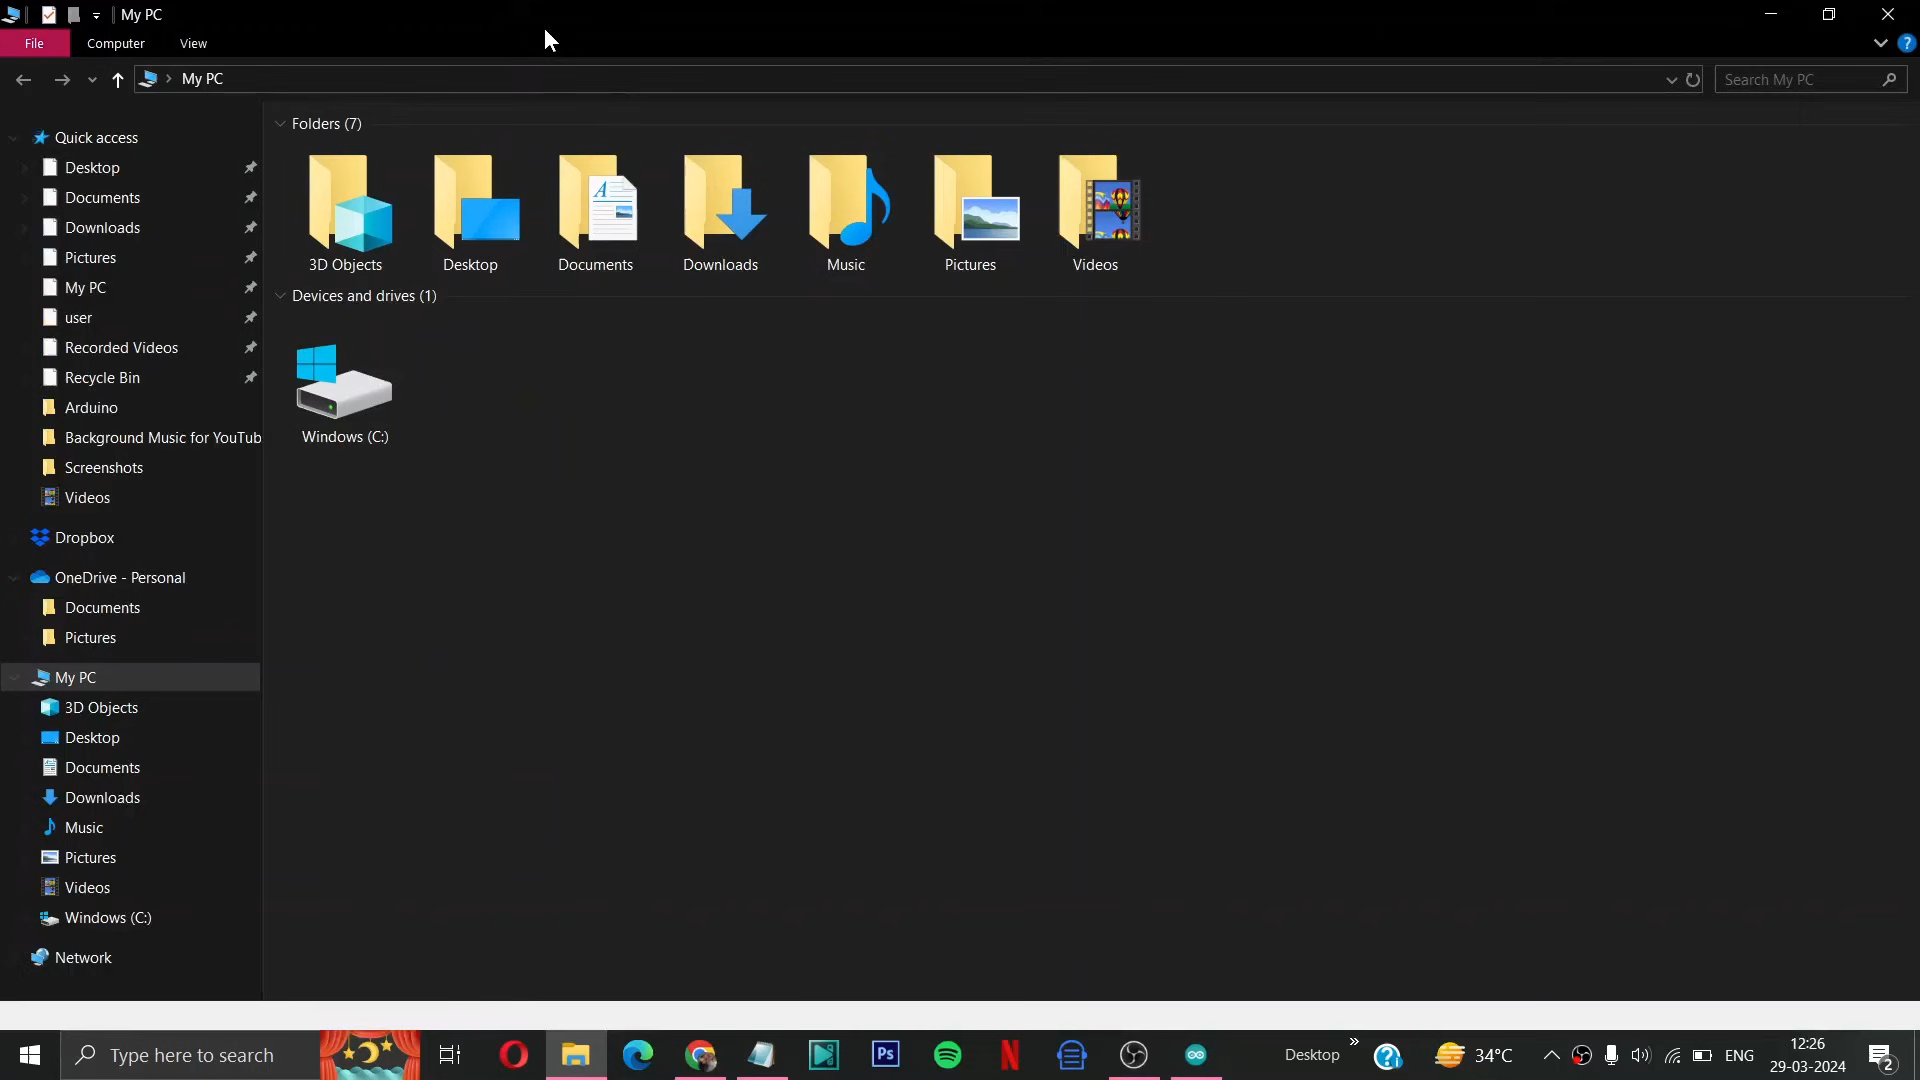 My PC
File
Computer
View
My PC
Search My PC
Quick access
Desktop
Documents
Downloads
Pictures
My PC
user
Recorded Videos
Recycle Bin
Arduino
Background Music for YouTub
Screenshots
Videos
Dropbox
OneDrive - Personal
Documents
Pictures
My PC
3D Objects
Desktop
Documents
Downloads
Music
Pictures
Videos
Windows (C:)
Network
Folders (7)
3D Objects
Desktop
Documents
Downloads
Music
Pictures
Videos
Devices and drives (1)
Windows (C:)
Type here to search
Ps
Desktop
34°C
ENG
12:26
29-03-2024
2